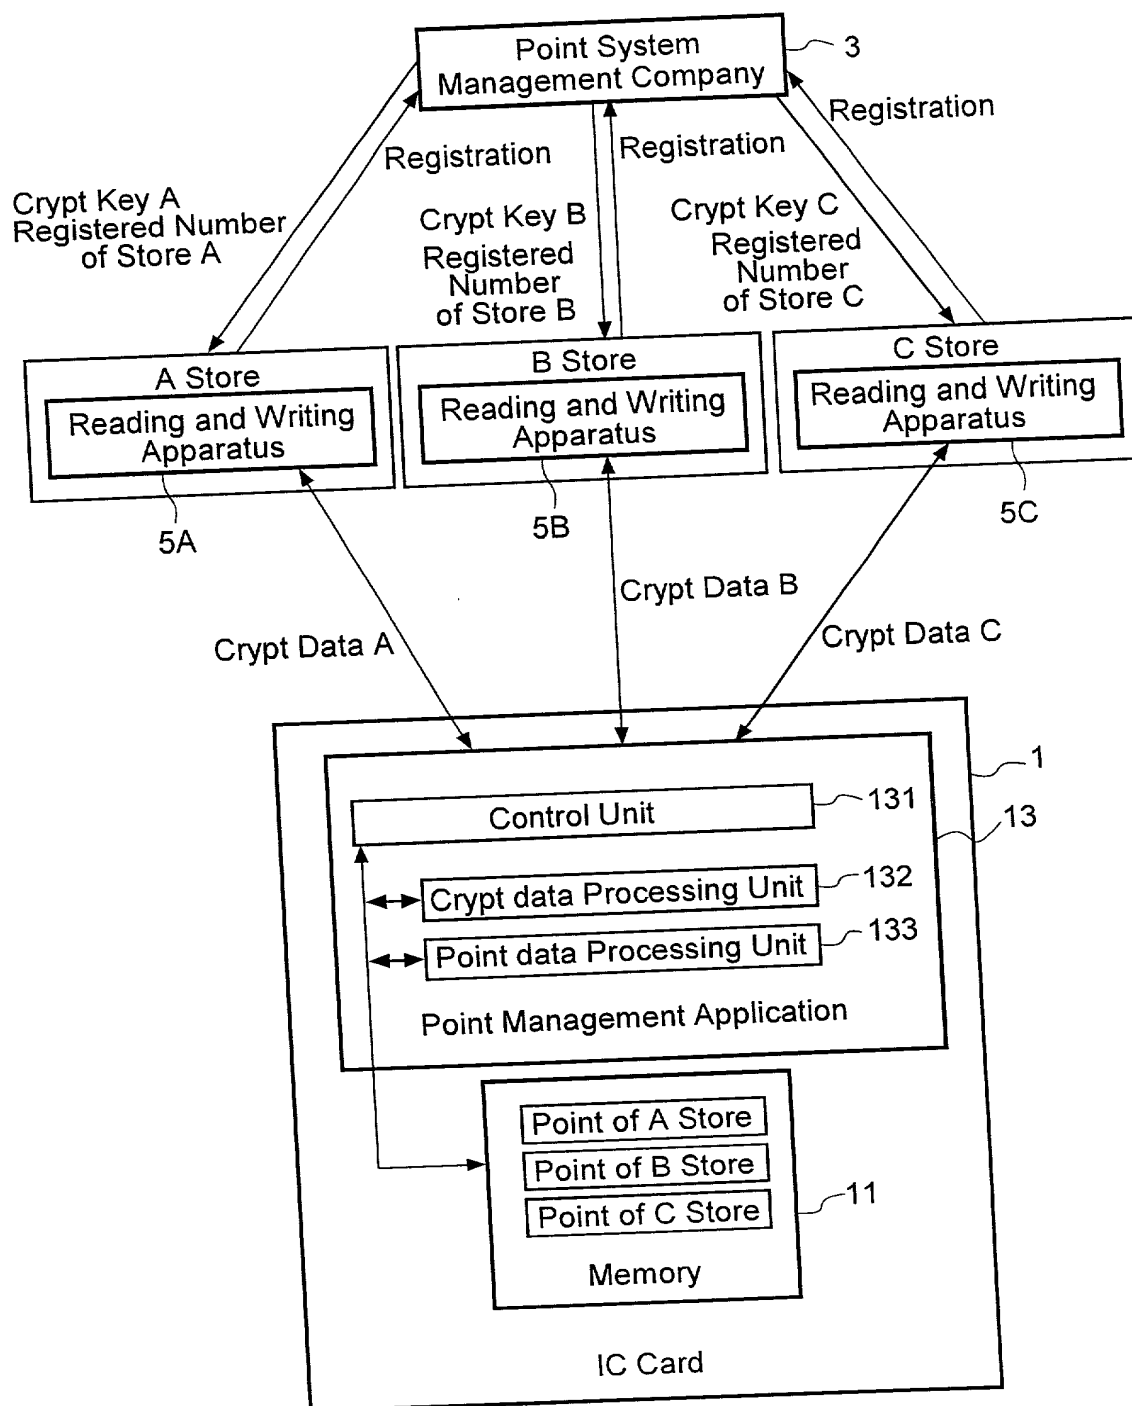 Point System
Management Company
3
Registration
Registration
Registration
Crypt Key A
Registered Number
of Store A
Crypt Key B
Registered
Number
of Store B
Crypt Key C
Registered
Number
of Store C
A Store
Reading and Writing
Apparatus
B Store
Reading and Writing
Apparatus
C Store
Reading and Writing
Apparatus
5A
5B
5C
Crypt Data A
Crypt Data B
Crypt Data C
1
13
Control Unit
131
Crypt data Processing Unit
132
Point data Processing Unit
133
Point Management Application
Point of A Store
Point of B Store
Point of C Store
11
Memory
IC Card